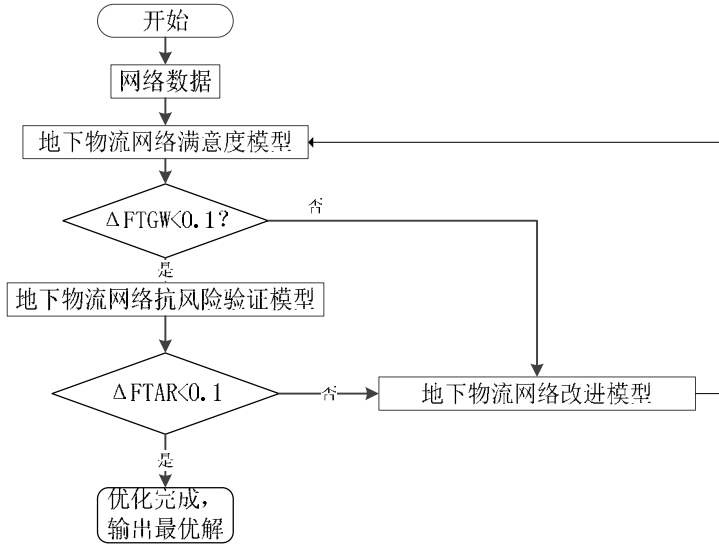 开始
网络数据
地下物流网络满意度模型
ΔFTGW<0.1?
否
是
地下物流网络抗风险验证模型
ΔFTAR<0.1
否
地下物流网络改进模型
是
优化完成，
输出最优解